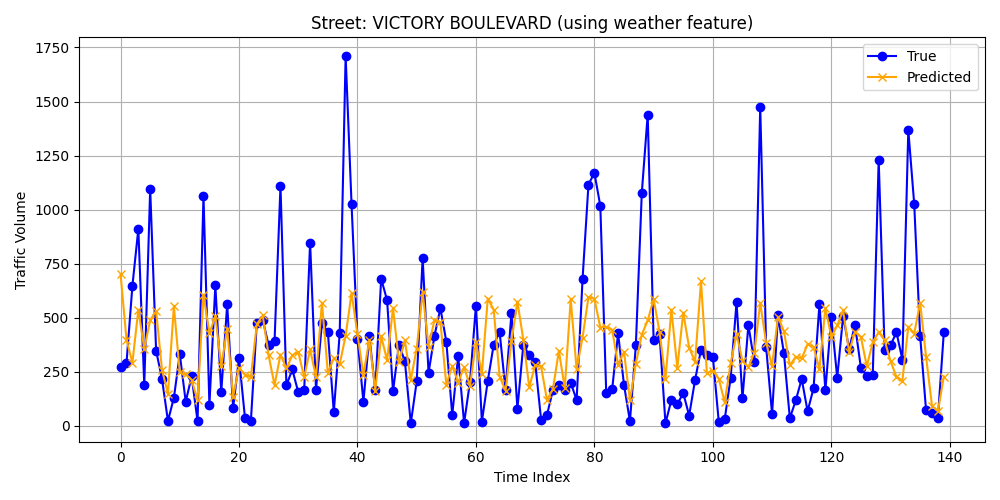 Street: VICTORY BOULEVARD (using weather feature)
True
Predicted
Traffic Volume
1750
1500
1250
1000
750
500
250
0
0 20 40 60 80 100 120 140
Time Index